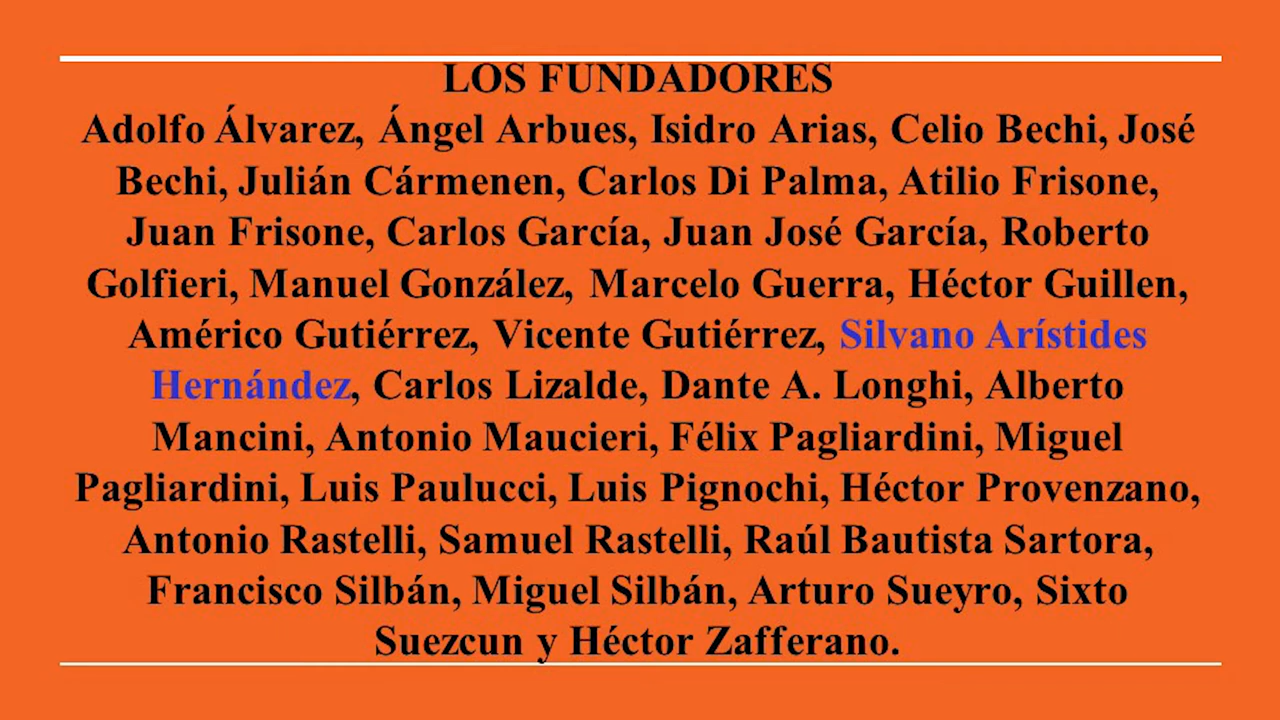 LOS FUNDADORES
Adolfo Álvarez, Ángel Arbues, Isidro Arias, Celio Bechi, José
Bechi, Julián Cármenen, Carlos Di Palma, Atilio Frisone,
Juan Frisone, Carlos García, Juan José García, Roberto
Golfieri, Manuel González, Marcelo Guerra, Héctor Guillen,
Américo Gutiérrez, Vicente Gutiérrez, Silvano Arístides
Hernández, Carlos Lizalde, Dante A. Longhi, Alberto
Mancini, Antonio Maucieri, Félix Pagliardini, Miguel
Pagliardini, Luis Paulucci, Luis Pignochi, Héctor Provenzano,
Antonio Rastelli, Samuel Rastelli, Raúl Bautista Sartora,
Francisco Silbán, Miguel Silbán, Arturo Sueyro, Sixto
Suezcun y Héctor Zafferano.